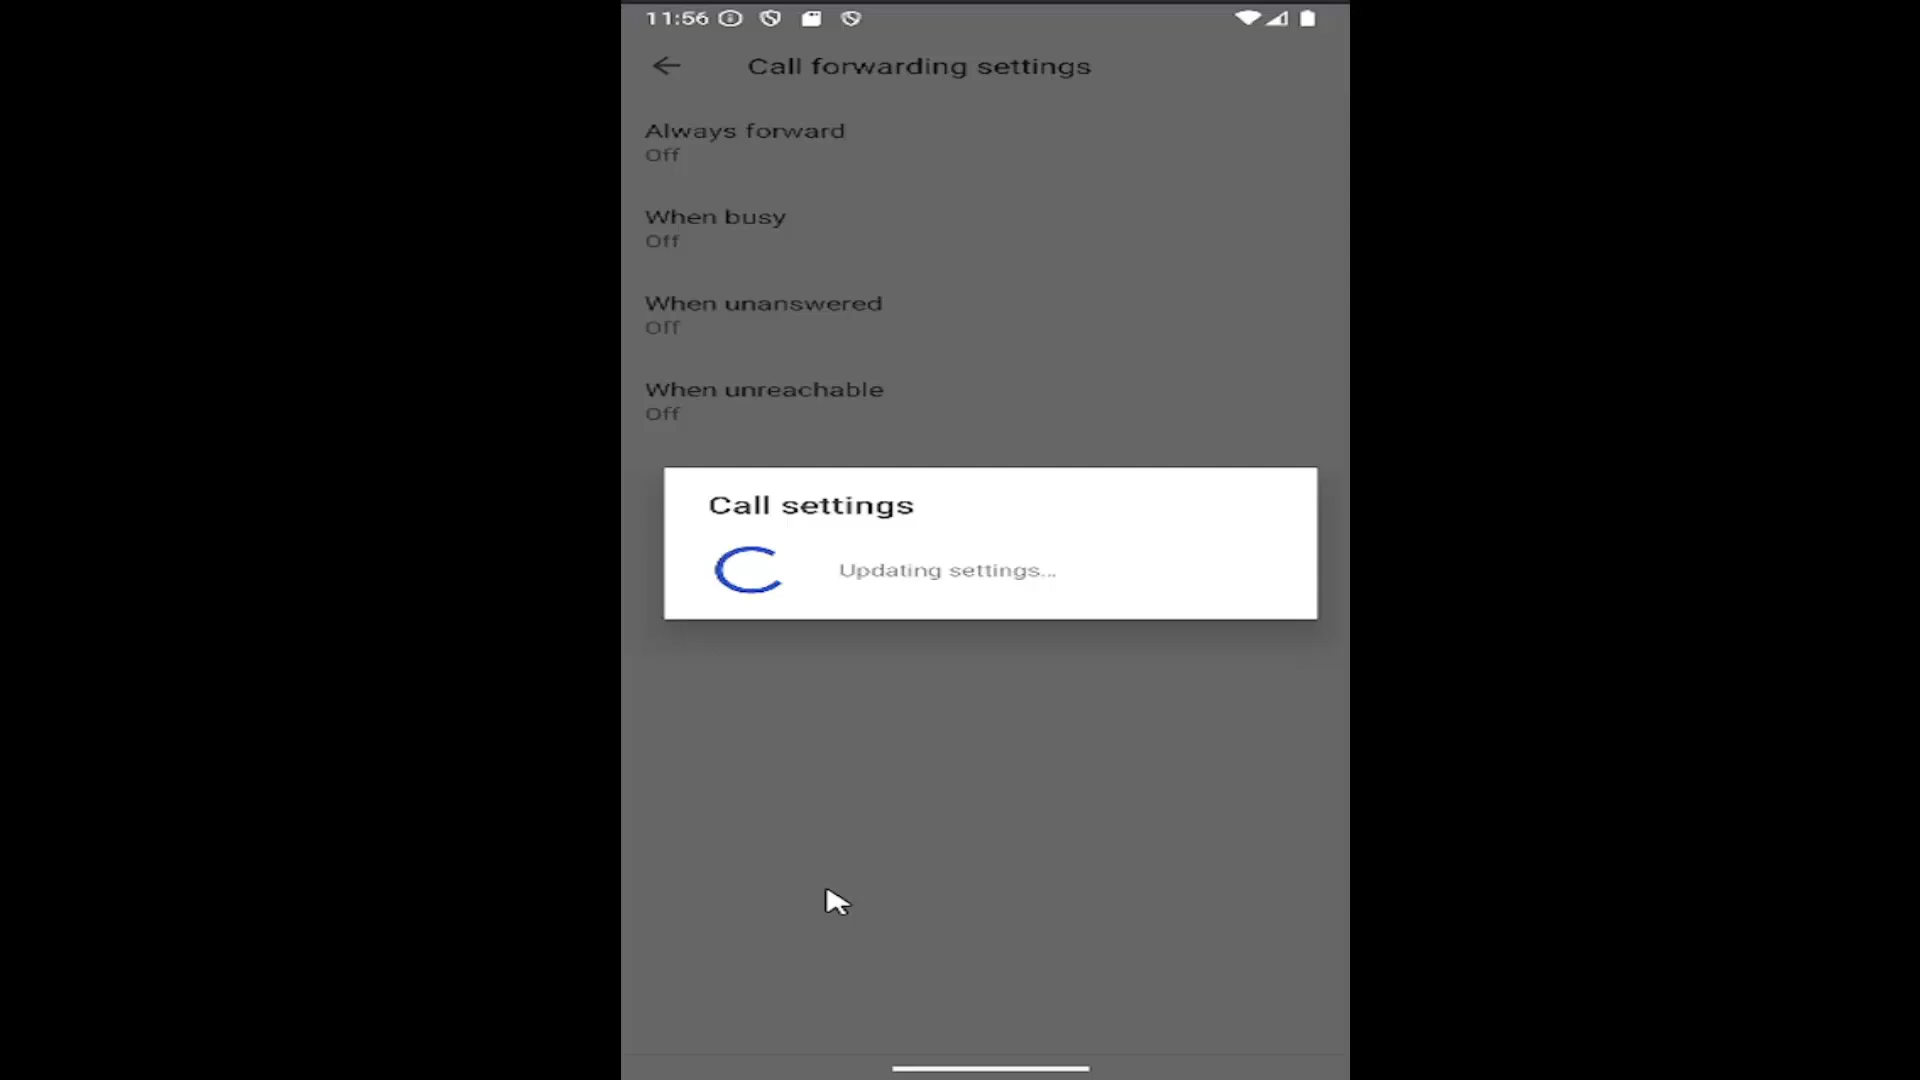 11:56
Call forwarding settings
Always forward
Off
When busy
Off
When unanswered
Off
When unreachable
Off
Call settings
Updating settings...